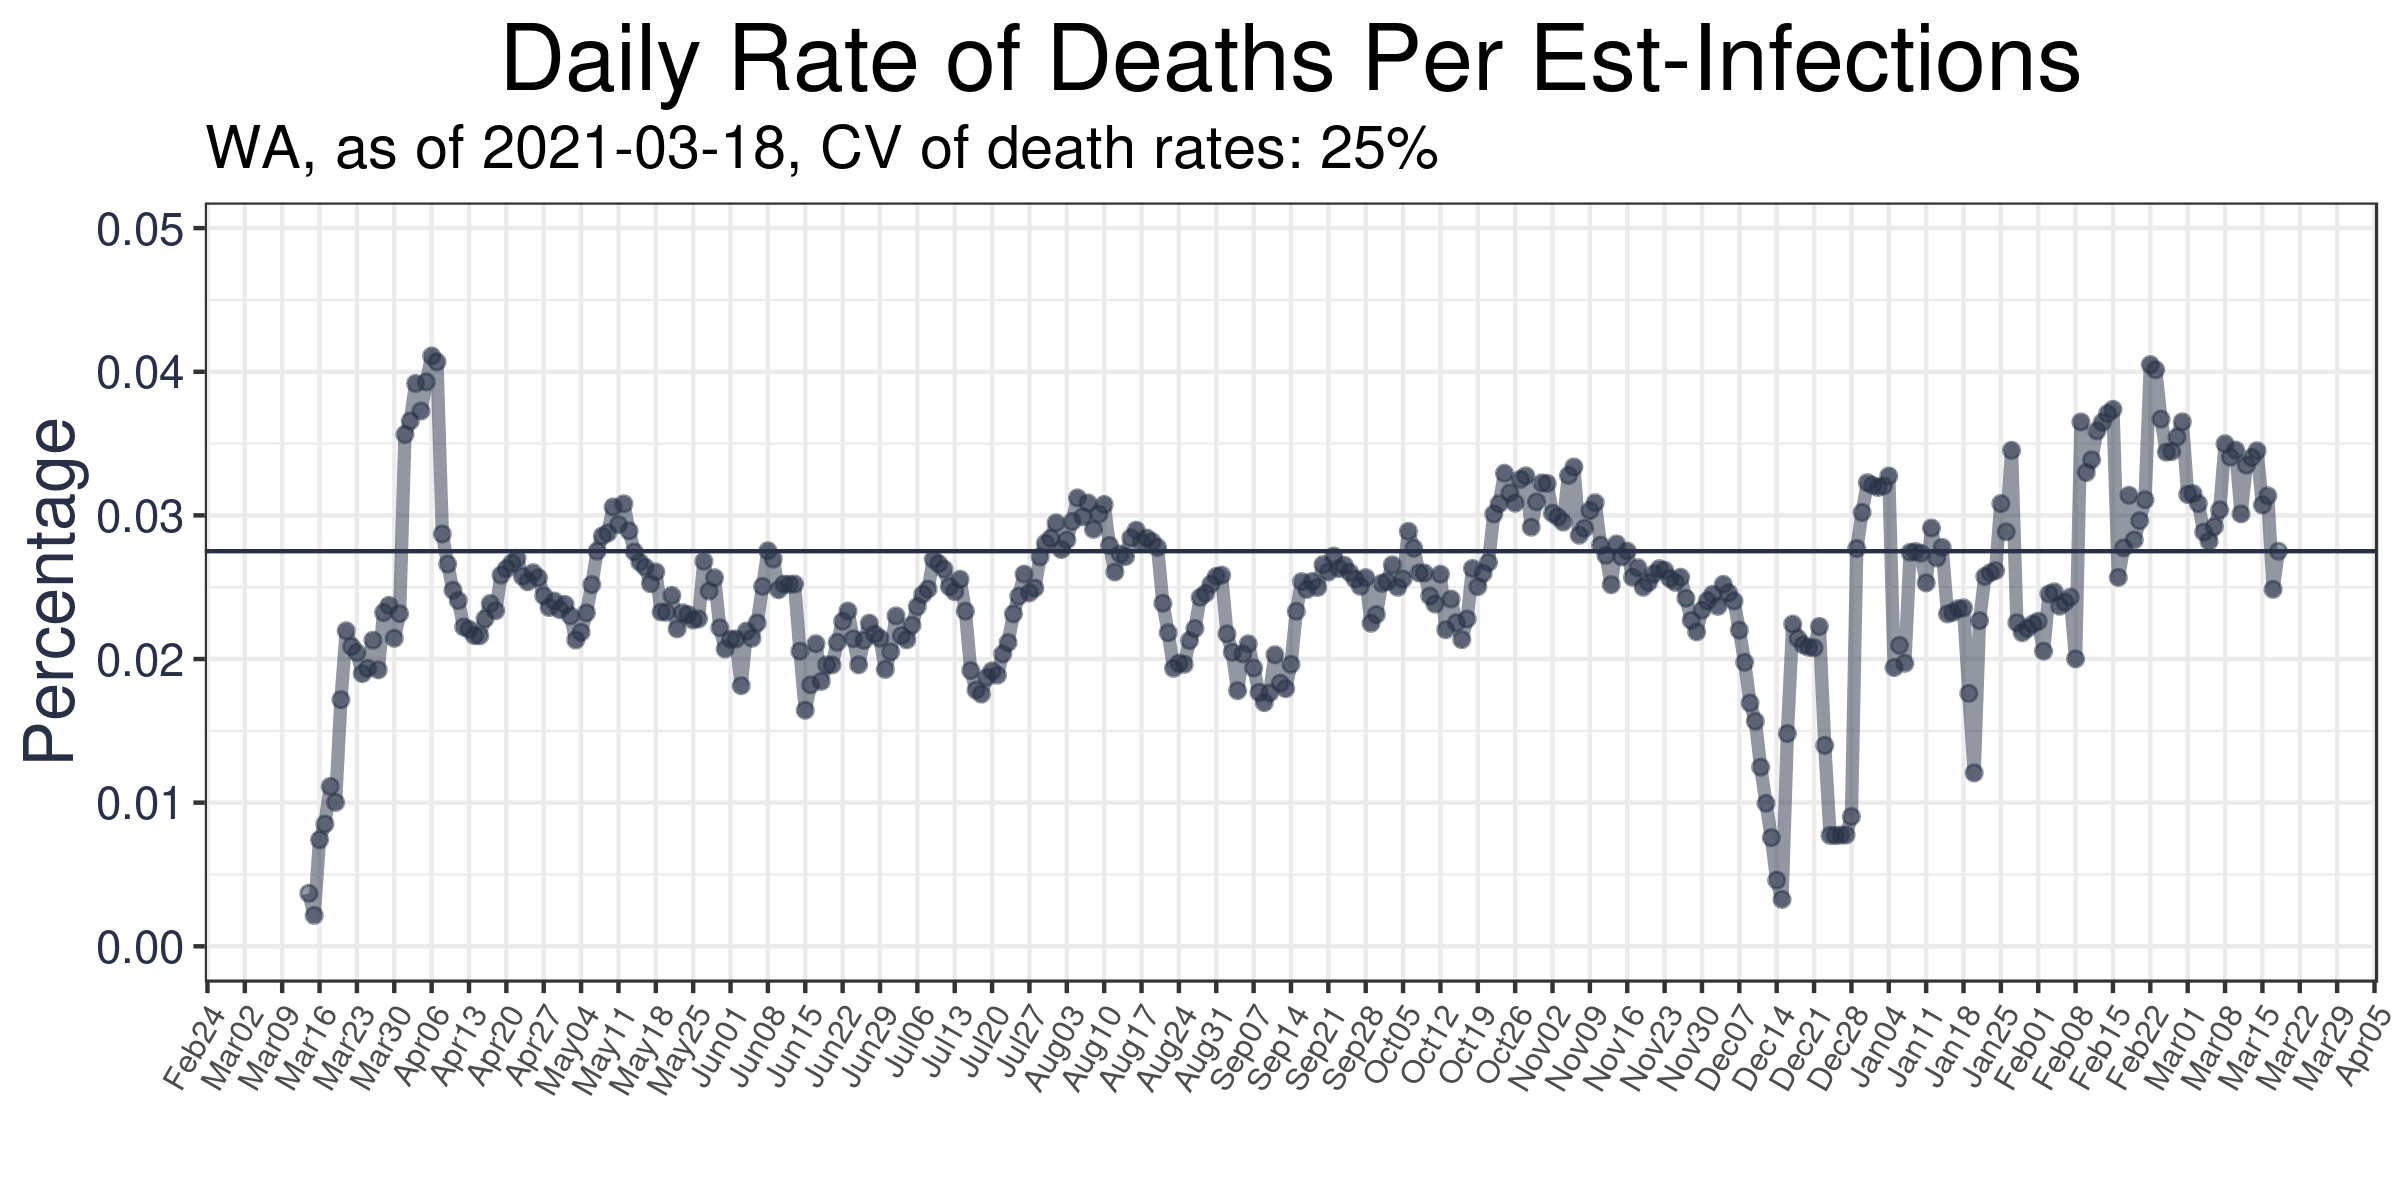 Daily Rate of Deaths Per Est-Infections
WA, as of 2021-03-18, CV of death rates: 25%
Percentage
0.05
0.04
0.03
0.02
0.01
0.00
Feb24
Mar02
Mar09
Mar16
Mar23
Mar30
Apr06
Apr13
Apr20
Apr27
May04
May11
May18
May25
Jun01
Jun08
Jun15
Jun22
Jun29
Jul06
Jul13
Jul20
Jul27
Aug03
Aug10
Aug17
Aug24
Aug31
Sep07
Sep14
Sep21
Sep28
Oct05
Oct12
Oct19
Oct26
Nov02
Nov09
Nov16
Nov23
Nov30
Dec07
Dec14
Dec21
Dec28
Jan04
Jan11
Jan18
Jan25
Feb01
Feb08
Feb15
Feb22
Mar01
Mar08
Mar15
Mar22
Mar29
Apr05